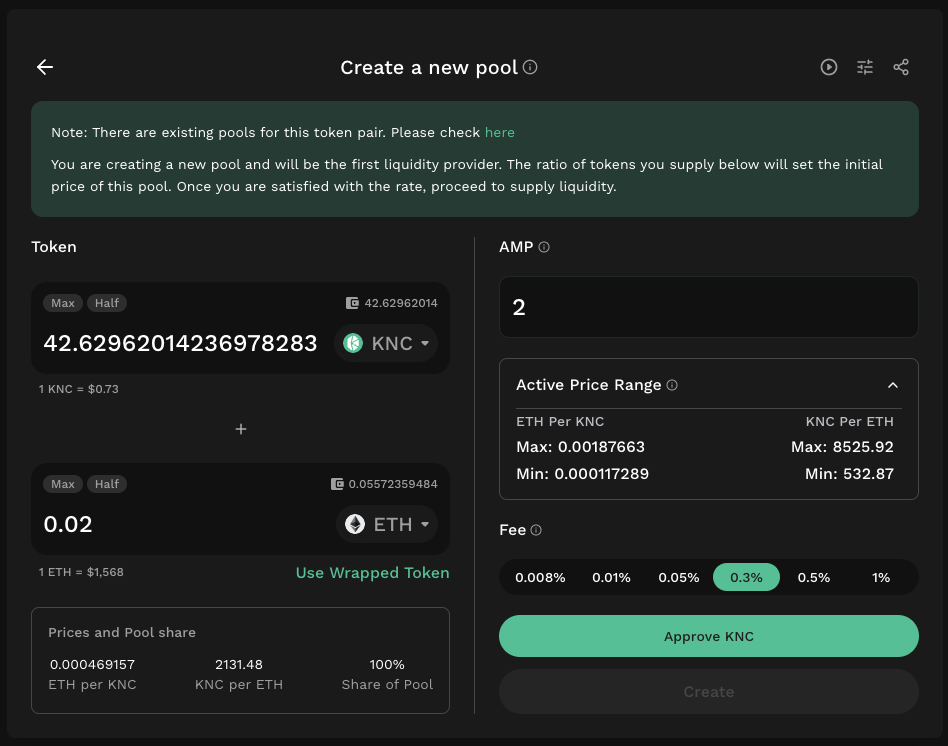 Create a new pool
Note: There are existing pools for this token pair. Please check here
You are creating a new pool and will be the first liquidity provider. The ratio of tokens you supply below will set the initial
price of this pool. Once you are satisfied with the rate, proceed to supply liquidity.
Token
Max Half 42.62962014
42.62962014236978283 KNC
1 KNC = $0.73
+
Max Half 0.05572359484
0.02 ETH
1 ETH = $1,568 Use Wrapped Token
Prices and Pool share
0.000469157 2131.48 100%
ETH per KNC KNC per ETH Share of Pool
AMP
2
Active Price Range
ETH Per KNC KNC Per ETH
Max: 0.00187663 Max: 8525.92
Min: 0.000117289 Min: 532.87
Fee
0.008% 0.01% 0.05% 0.3% 0.5% 1%
Approve KNC
Create